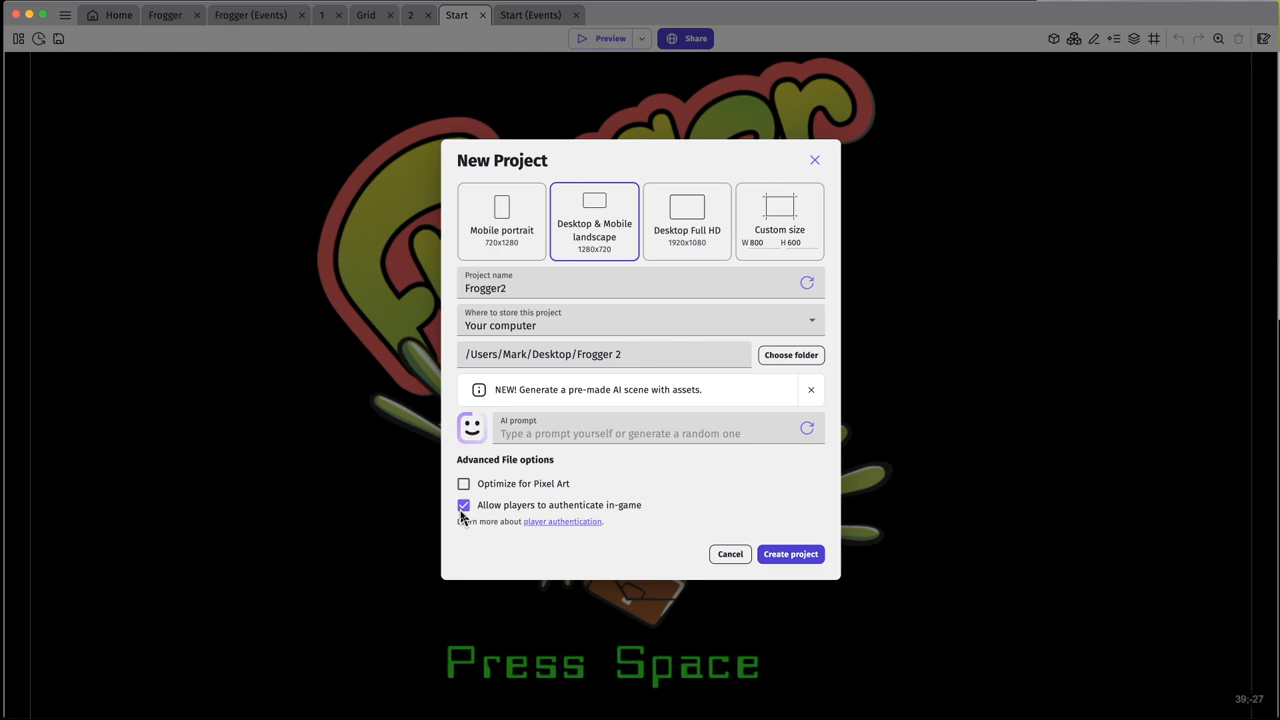 Home
Frogger
Frogger (Events)
1
Grid
2
Start
Start (Events)
Preview
Share
New Project
Mobile portrait
720x1280
Desktop & Mobile
landscape
1280x720
Desktop Full HD
1920x1080
Custom size
W 800 H 600
Project name
Frogger2
Where to store this project
Your computer
/Users/Mark/Desktop/Frogger 2
Choose folder
NEW! Generate a pre-made AI scene with assets.
AI prompt
Type a prompt yourself or generate a random one
Advanced File options
Optimize for Pixel Art
Allow players to authenticate in-game
Learn more about player authentication.
Cancel
Create project
Press Space
39;-27